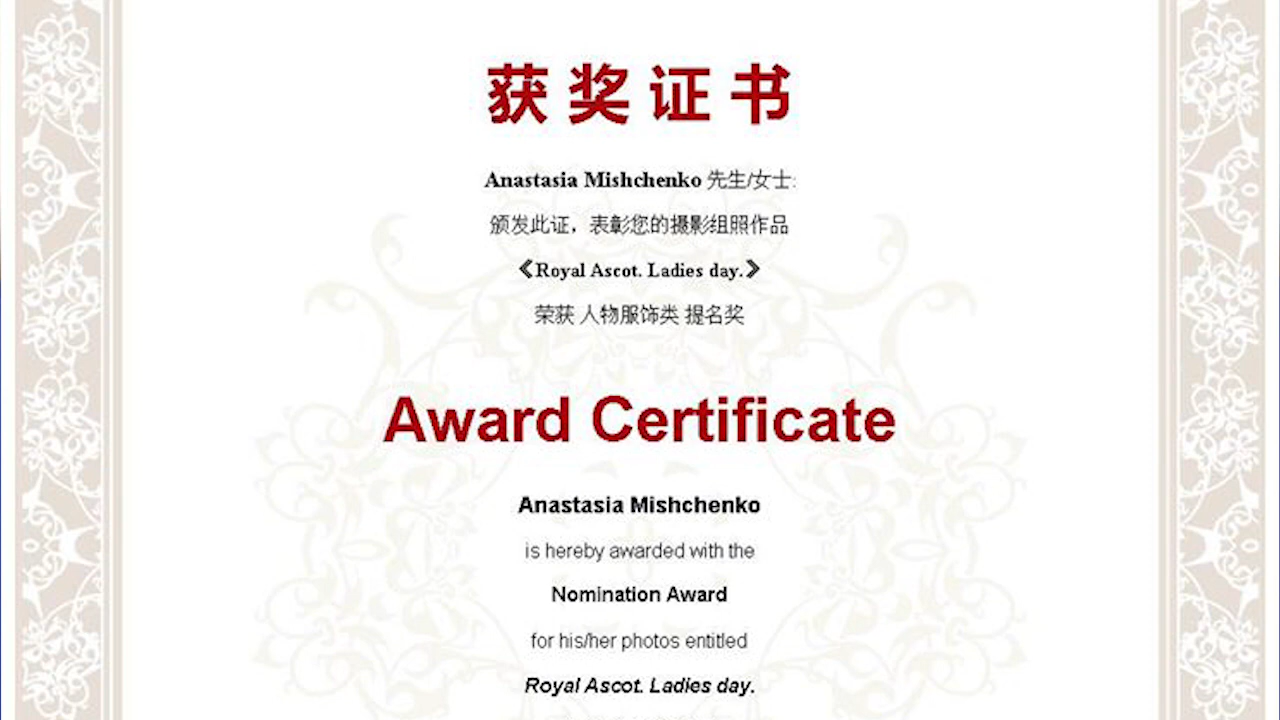 获奖证书
Anastasia Mishchenko 先生/女士:
颁发此证，表彰您的摄影组照作品
《Royal Ascot. Ladies day.》
荣获 人物服饰类 提名奖
Award Certificate
Anastasia Mishchenko
is hereby awarded with the
Nomination Award
for his/her photos entitled
Royal Ascot. Ladies day.